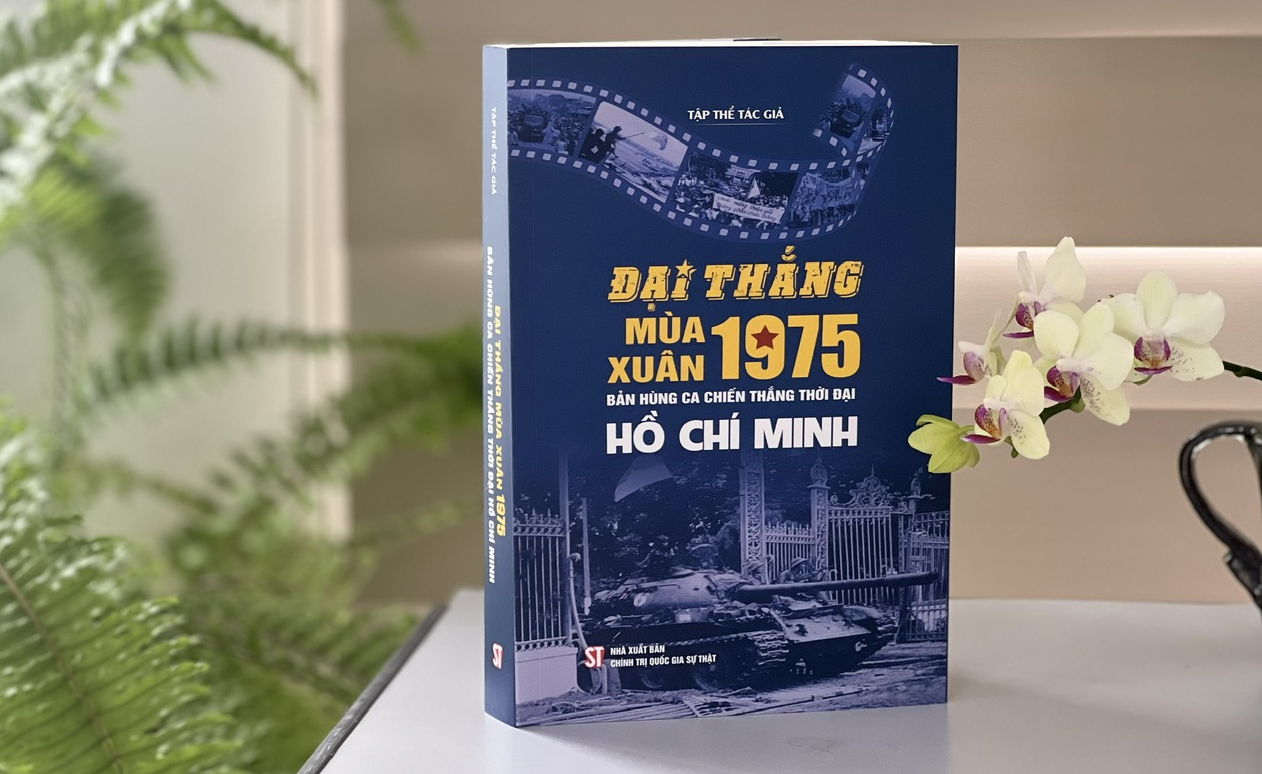 TẬP THỂ TÁC GIẢ
ĐẠI THẮNG
MÙA XUÂN 1975
BẢN HÙNG CA CHIẾN THẮNG THỜI ĐẠI
HỒ CHÍ MINH
ST
NHÀ XUẤT BẢN
CHÍNH TRỊ QUỐC GIA SỰ THẬT
TẬP THỂ TÁC GIẢ
ĐẠI THẮNG MÙA XUÂN 1975
BẢN HÙNG CA CHIẾN THẮNG THỜI ĐẠI HỒ CHÍ MINH
ST